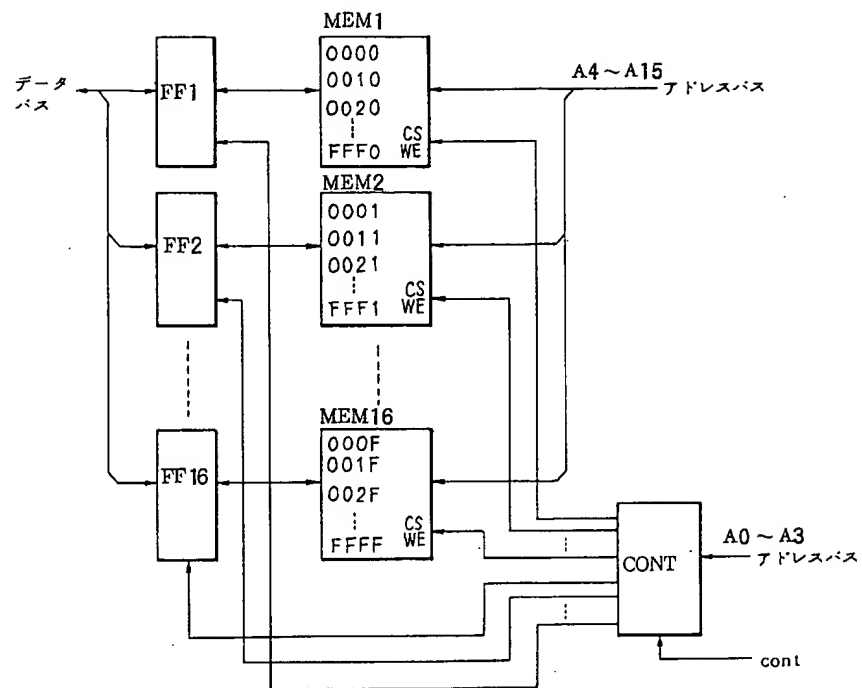 MEM1
データ
バス
FF1
0000
0010
0020
FFF0
CS
WE
A4～A15
アドレスバス
MEM2
FF2
0001
0011
0021
FFF1
CS
WE
MEM16
FF16
000F
001F
002F
FFFF
CS
WE
CONT
A0～A3
アドレスバス
cont